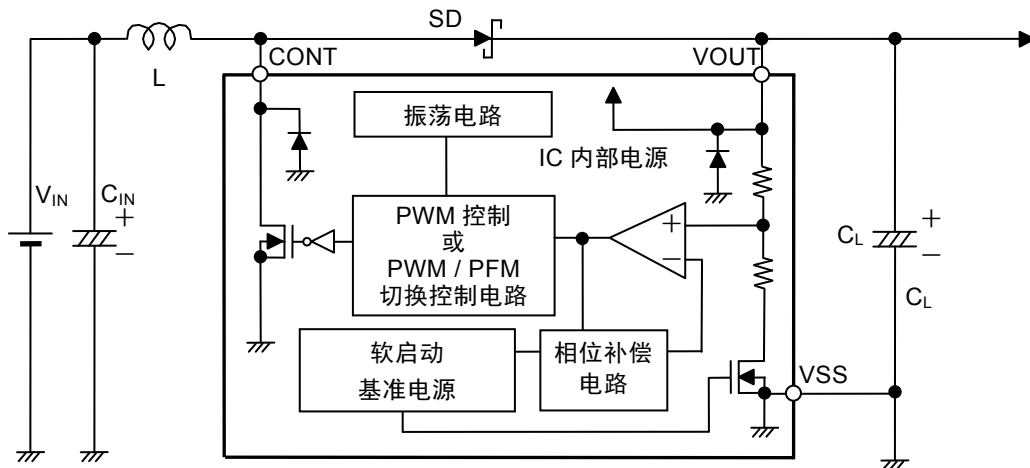 SD
L
CONT
VOUT
振荡电路
IC 内部电源
VIN
CIN
+
−
PWM 控制
或
PWM / PFM
切换控制电路
+
−
CL
+
−
CL
软启动
基准电源
相位补偿
电路
VSS